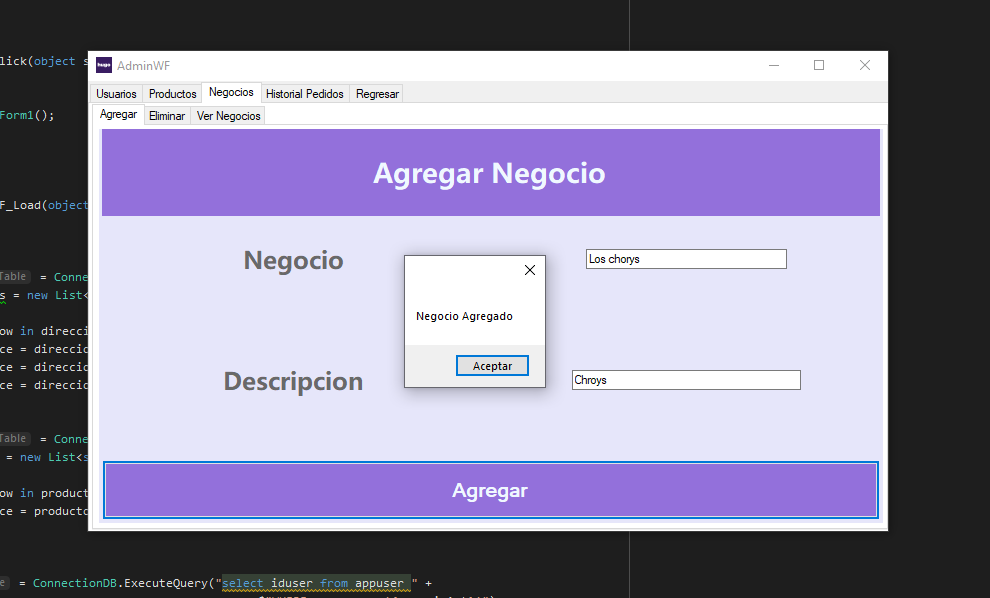 lick(object s
AdminWF
Usuarios Productos Negocios Historial Pedidos Regresar
Form1();
Agregar Eliminar Ver Negocios
Agregar Negocio
F_Load(object
Negocio
Los chorys
Table = Conne
s = new List<
Negocio Agregado
ow in direcci
ce = direccio
ce = direccio
Aceptar
ce = direccio
Descripcion
Chroys
Table = Conne
= new List<s
Agregar
ow in product
ce = producto
e = ConnectionDB.ExecuteQuery("select iduser from appuser " +